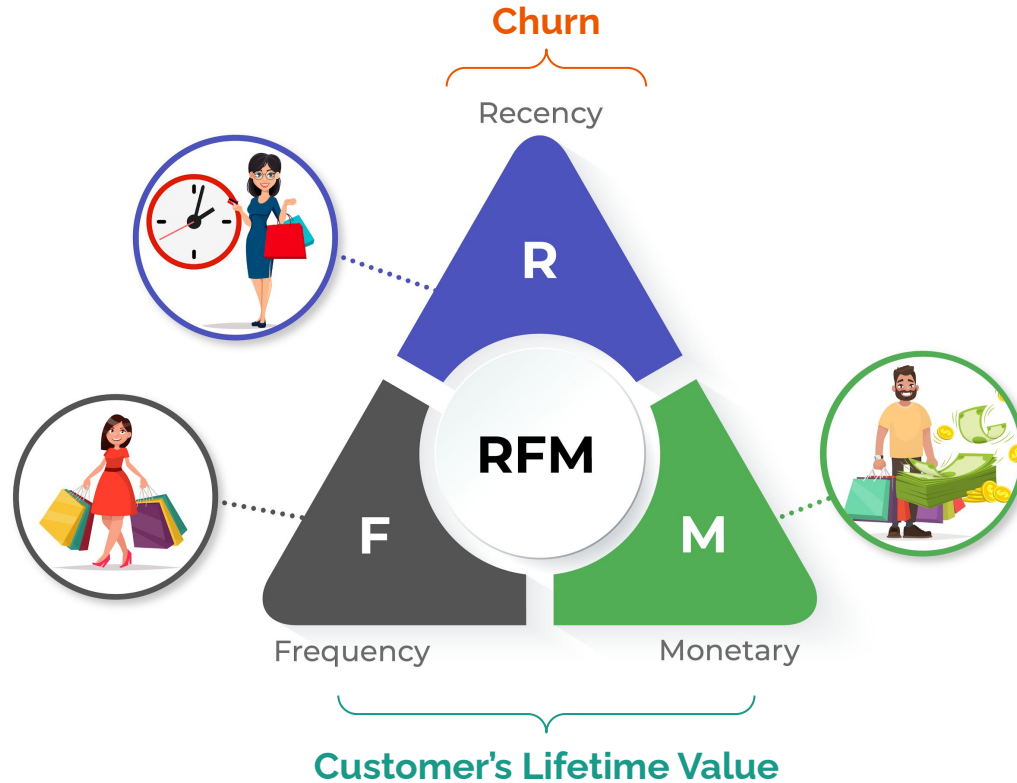 Churn
Recency
R
RFM
F
M
Frequency
Monetary
Customer’s Lifetime Value